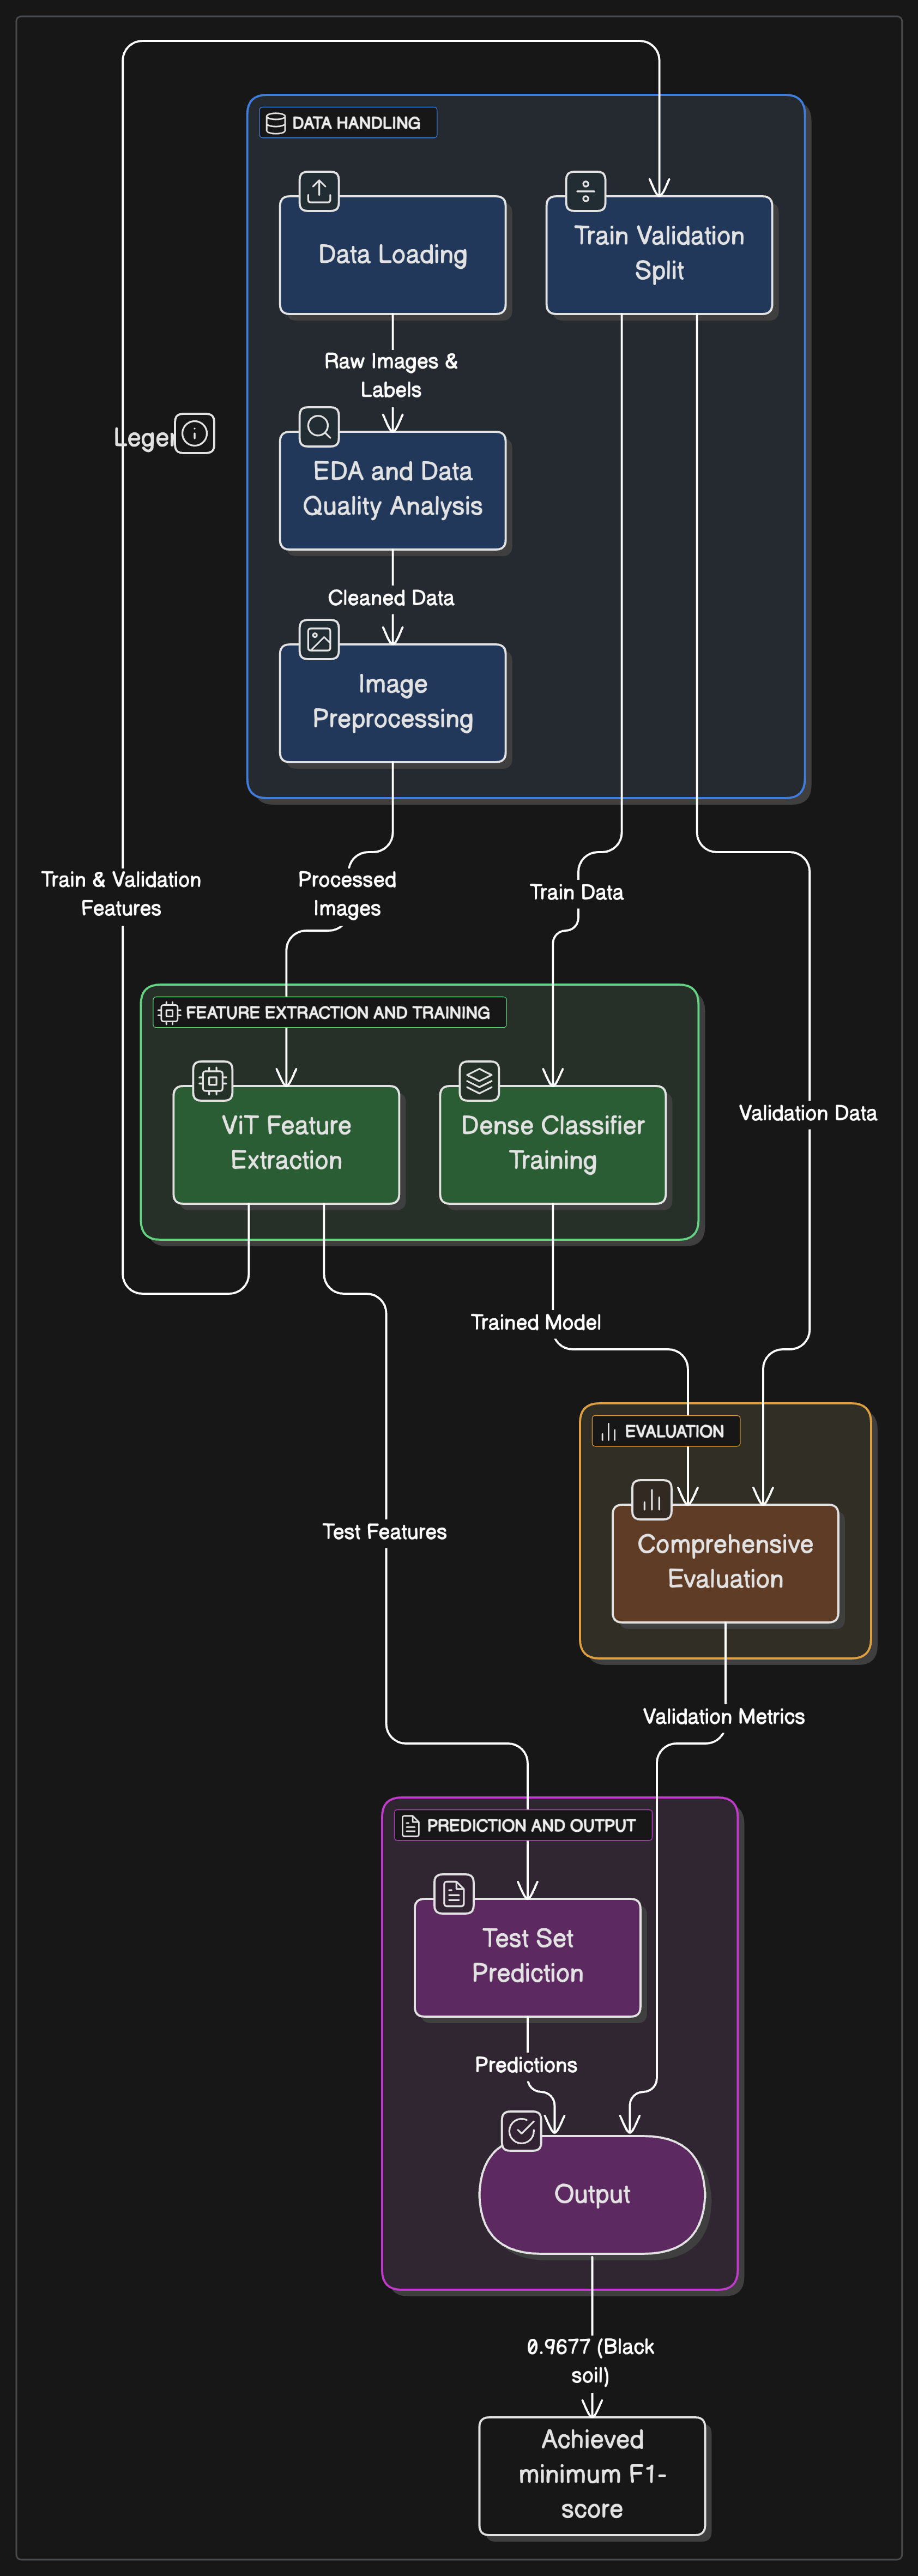 DATA HANDLING
Data Loading
Train Validation
Split
Raw Images &
Labels
Leger
EDA and Data
Quality Analysis
Cleaned Data
Image
Preprocessing
Train & Validation
Features
Processed
Images
Train Data
FEATURE EXTRACTION AND TRAINING
ViT Feature
Extraction
Dense Classifier
Training
Validation Data
Trained Model
EVALUATION
Comprehensive
Evaluation
Test Features
Validation Metrics
PREDICTION AND OUTPUT
Test Set
Prediction
Predictions
Output
0.9677 (Black
soil)
Achieved
minimum F1-
score